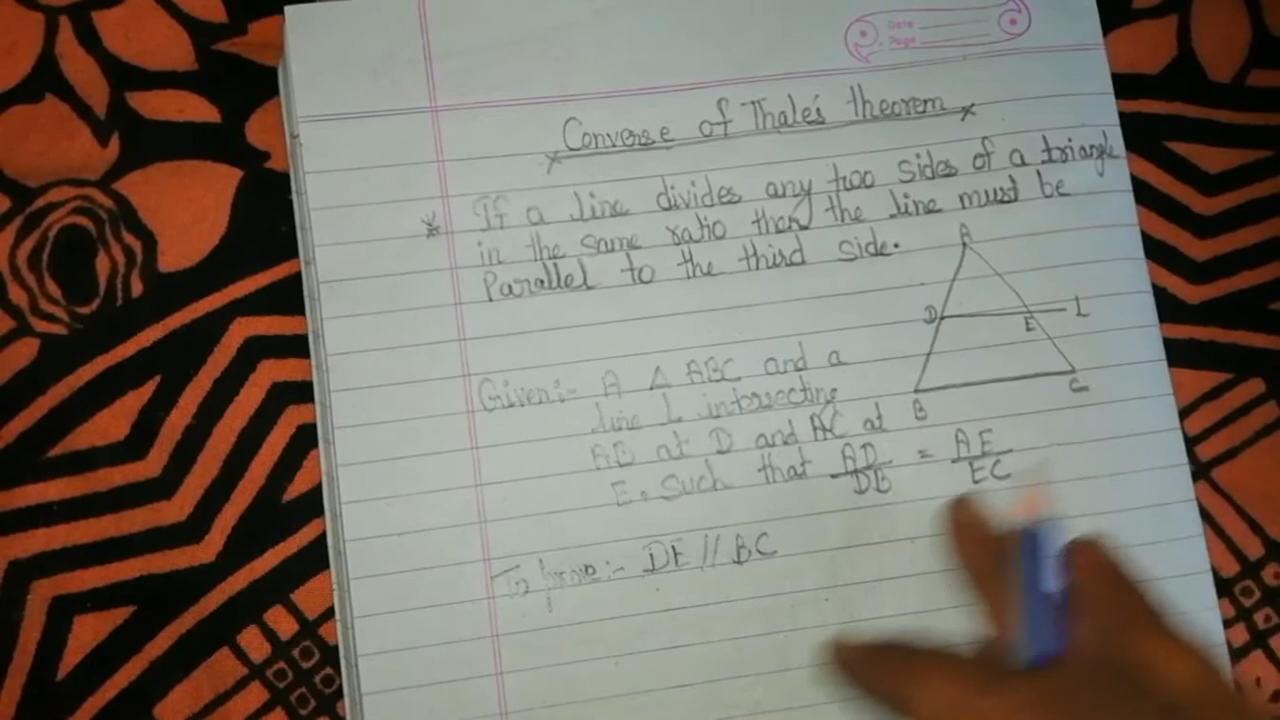 Date
Page
Converse of Thale's theorem
If a line divides any two sides of a triangle
in the same ratio then the line must be
Parallel to the third side.
A
D
E
L
B
C
Given:- A △ ABC and a
line L intersecting
AB at D and AC at
E. Such that AD/DB = AE/EC
To prove:- DE // BC